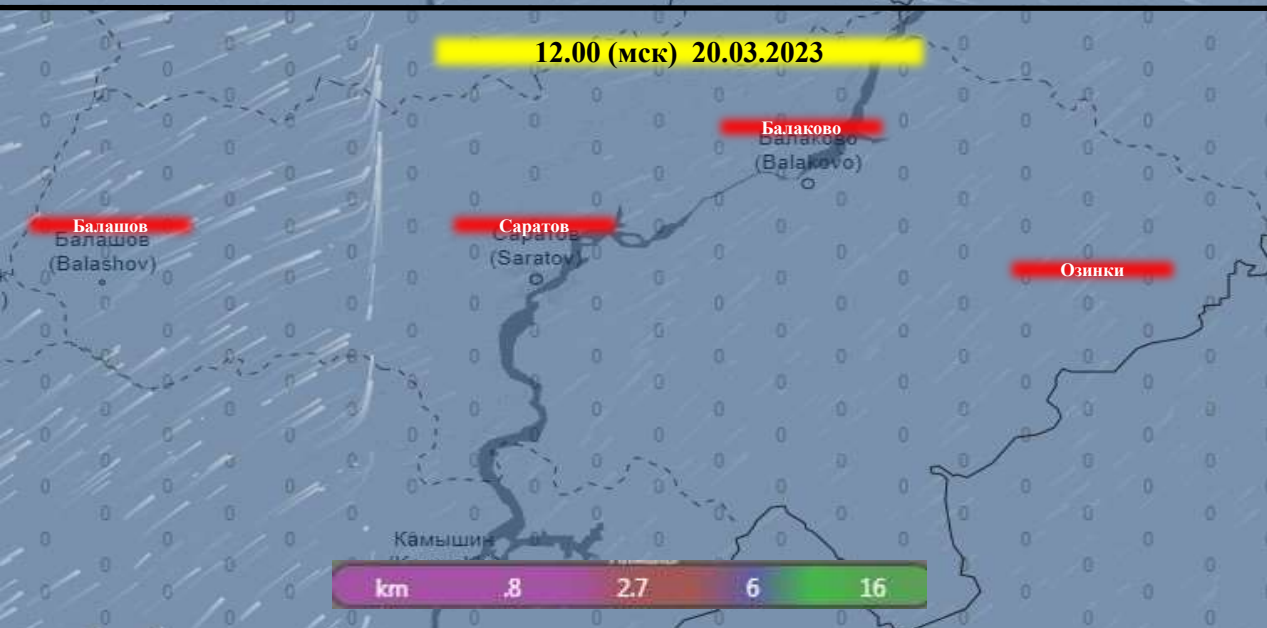 12.00 (мск) 20.03.2023
Балаково
Балаково
(Balakovo)
Балашов
Балашов
(Balashov)
Саратов
Саратов
(Saratov)
Озинки
Камышин
km .8 2.7 6 16